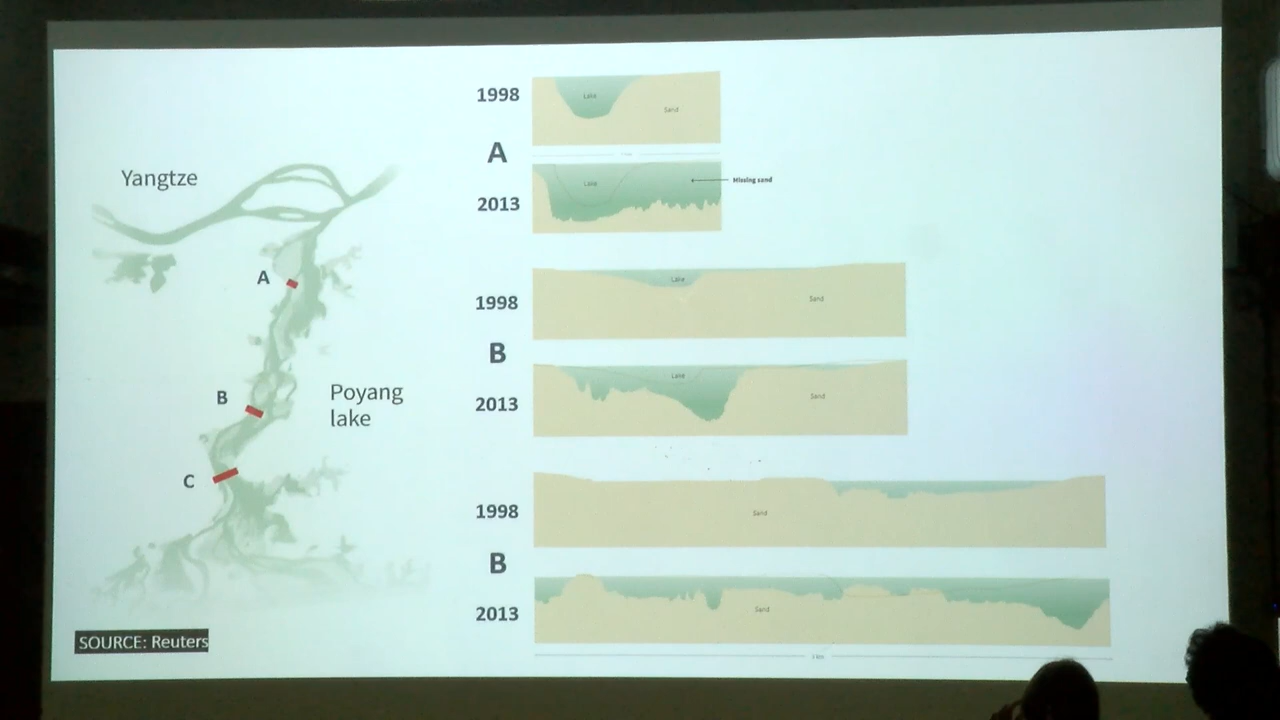 Yangtze
A
B
Poyang
lake
C
SOURCE: Reuters
1998
Lake
Sand
A
2013
Lake
Missing sand
1998
Lake
Sand
B
2013
Lake
Sand
1998
Sand
B
2013
Sand